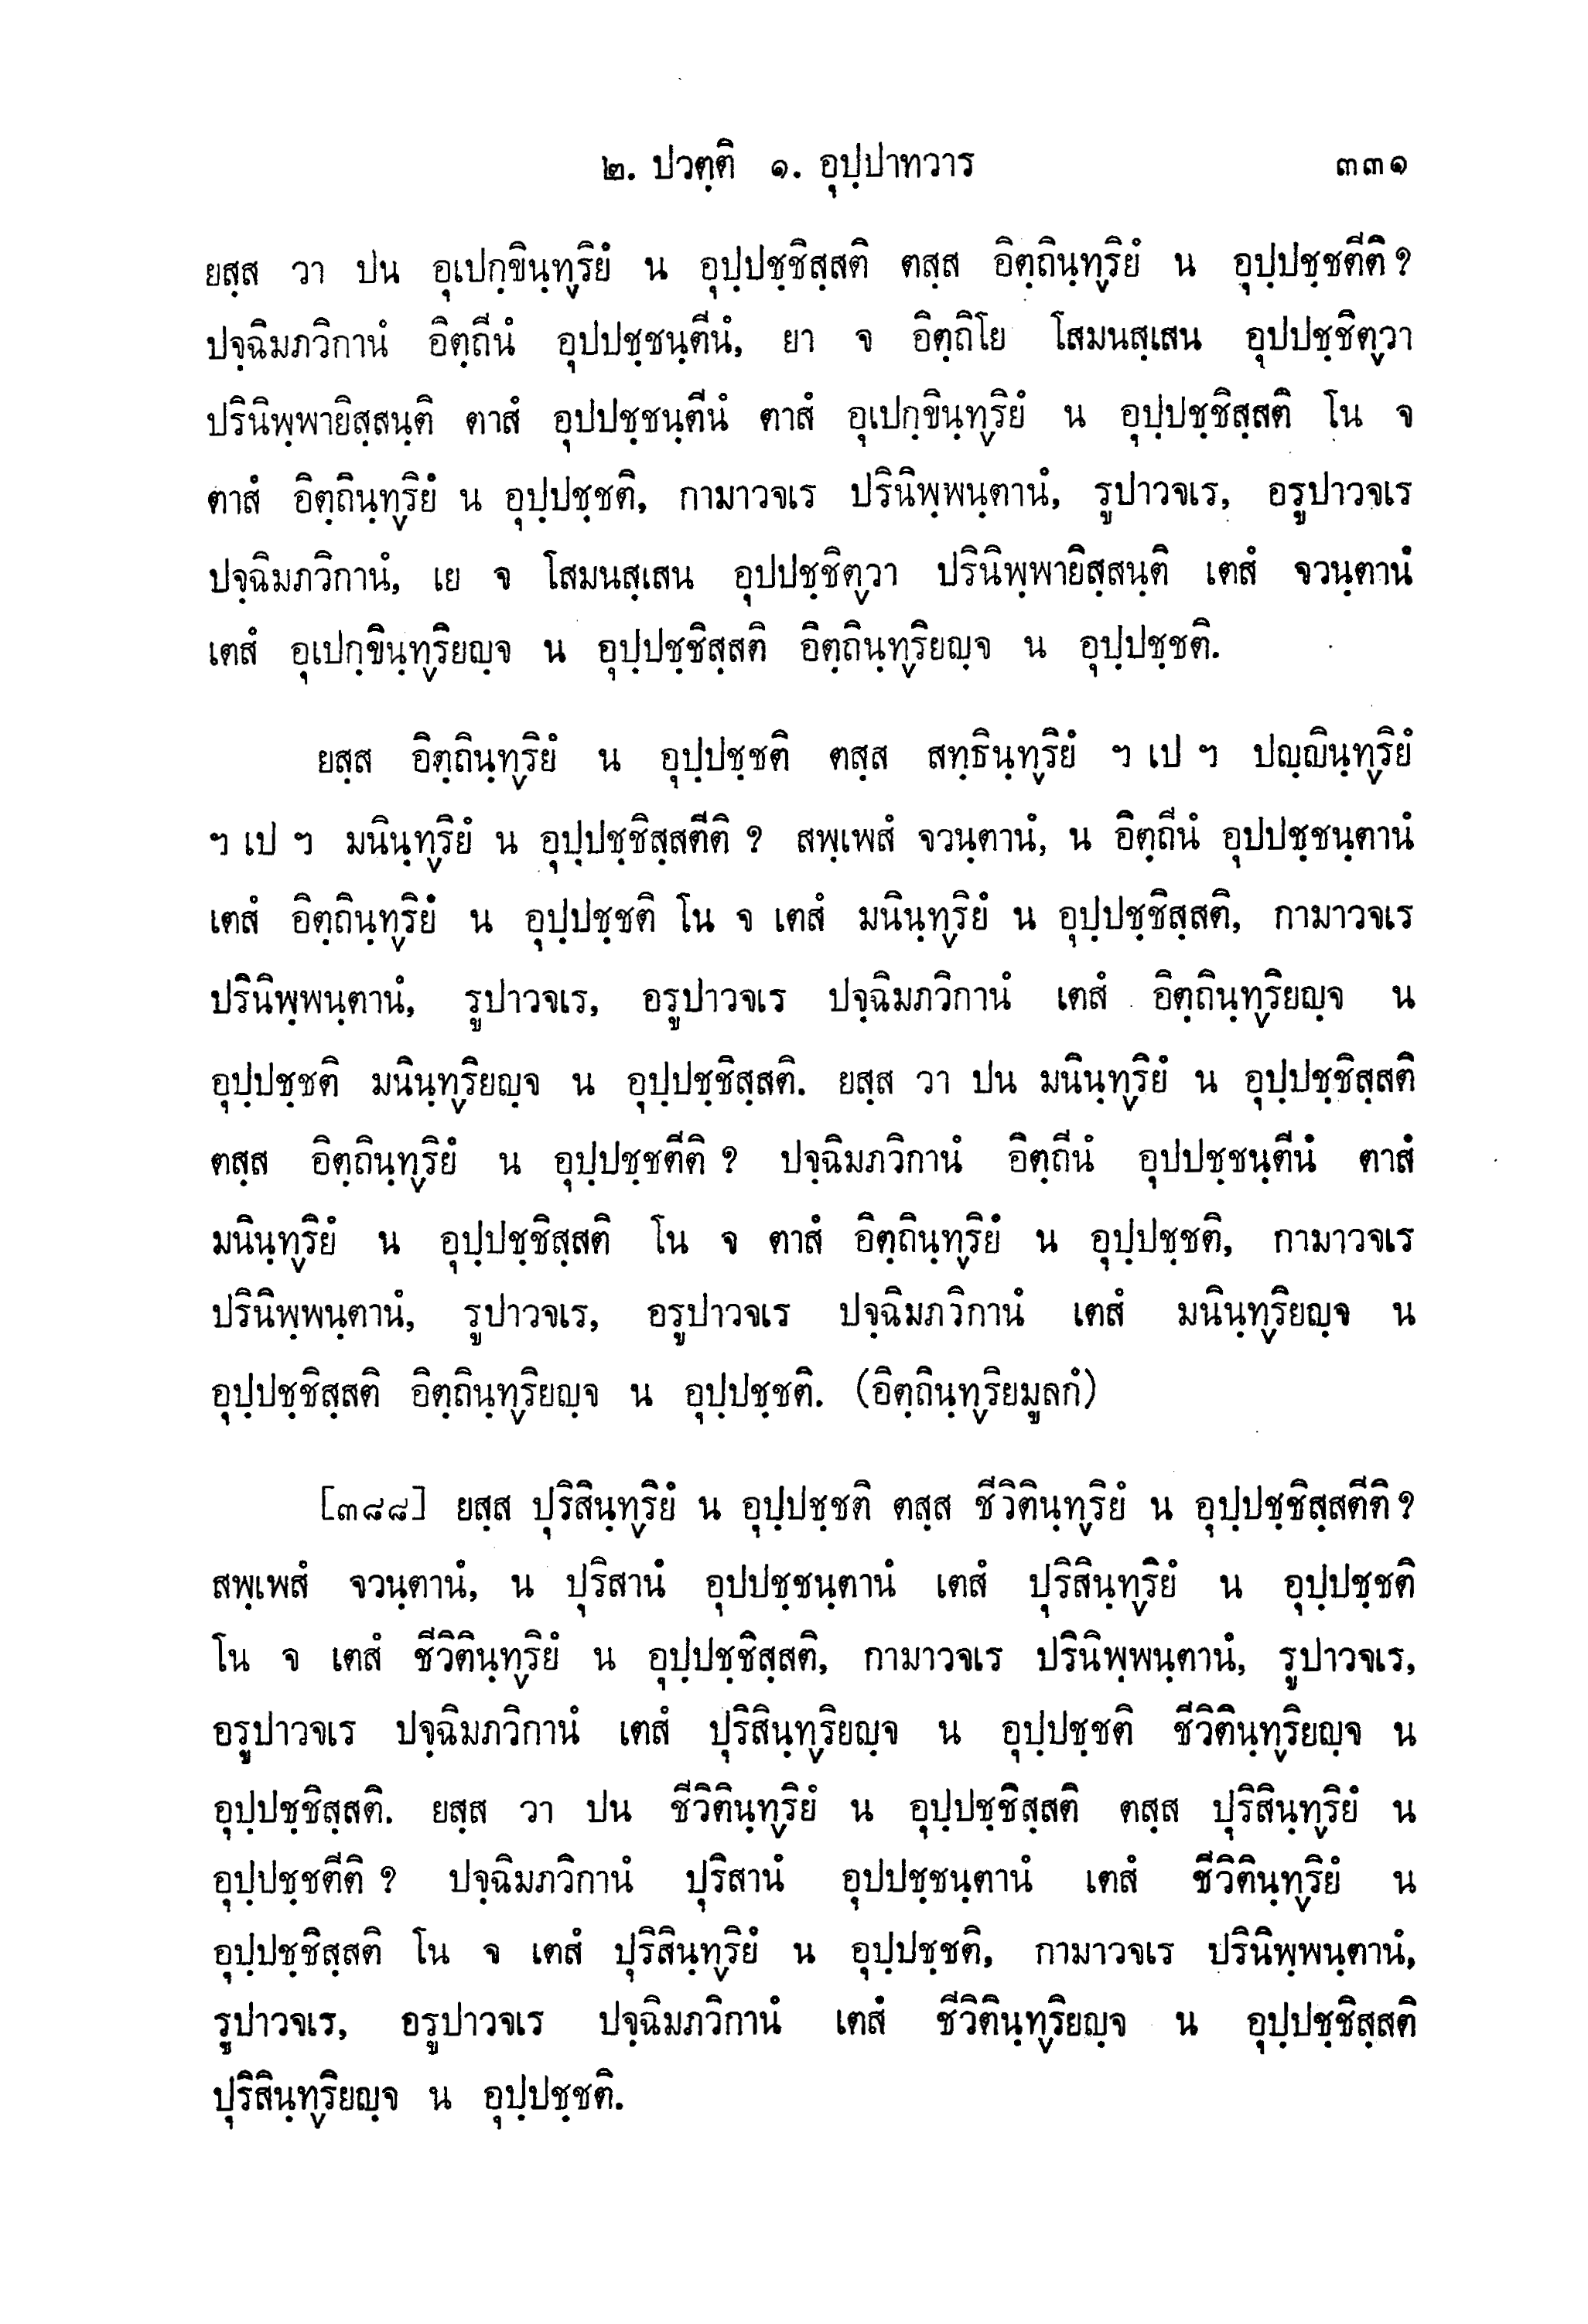 ๒. ปวตฺติ ๑. อุปฺปาทวาร ๓๓๑
ยสฺส วา ปน อุเปกฺขินฺทฺริยํ น อุปฺปชฺชิสฺสติ ตสฺส อิตฺถินฺทฺริยํ น อุปฺปชฺชตีติ ?
ปจฺฉิมภวิกานํ อิตฺถีนํ อุปปชฺชนฺตีนํ, ยา จ อิตฺถิโย โสมนสฺเสน อุปปชฺชิตฺวา
ปรินิพฺพายิสฺสนฺติ ตาสํ อุปปชฺชนฺตีนํ ตาสํ อุเปกฺขินฺทฺริยํ น อุปฺปชฺชิสฺสติ โน จ
ตาสํ อิตฺถินฺทฺริยํ น อุปฺปชฺชติ, กามาวจเร ปรินิพฺพนฺตานํ, รูปาวจเร, อรูปาวจเร
ปจฺฉิมภวิกานํ, เย จ โสมนสฺเสน อุปปชฺชิตฺวา ปรินิพฺพายิสฺสนฺติ เตสํ จวนฺตานํ
เตสํ อุเปกฺขินฺทฺริยญฺจ น อุปฺปชฺชิสฺสติ อิตฺถินฺทฺริยญฺจ น อุปฺปชฺชติ.
ยสฺส อิตฺถินฺทฺริยํ น อุปฺปชฺชติ ตสฺส สทฺธินฺทฺริยํ ฯ เป ฯ ปญฺญินฺทฺริยํ
ฯ เป ฯ มนินฺทฺริยํ น อุปฺปชฺชิสฺสตีติ ? สพฺเพสํ จวนฺตานํ, น อิตฺถีนํ อุปปชฺชนฺตานํ
เตสํ อิตฺถินฺทฺริยํ น อุปฺปชฺชติ โน จ เตสํ มนินฺทฺริยํ น อุปฺปชฺชิสฺสติ, กามาวจเร
ปรินิพฺพนฺตานํ, รูปาวจเร, อรูปาวจเร ปจฺฉิมภวิกานํ เตสํ อิตฺถินฺทฺริยญฺจ น
อุปฺปชฺชติ มนินฺทฺริยญฺจ น อุปฺปชฺชิสฺสติ. ยสฺส วา ปน มนินฺทฺริยํ น อุปฺปชฺชิสฺสติ
ตสฺส อิตฺถินฺทฺริยํ น อุปฺปชฺชตีติ ? ปจฺฉิมภวิกานํ อิตฺถีนํ อุปปชฺชนฺตีนํ ตาสํ
มนินฺทฺริยํ น อุปฺปชฺชิสฺสติ โน จ ตาสํ อิตฺถินฺทฺริยํ น อุปฺปชฺชติ, กามาวจเร
ปรินิพฺพนฺตานํ, รูปาวจเร, อรูปาวจเร ปจฺฉิมภวิกานํ เตสํ มนินฺทฺริยญฺจ น
อุปฺปชฺชิสฺสติ อิตฺถินฺทฺริยญฺจ น อุปฺปชฺชติ. (อิตฺถินฺทฺริยมูลกํ)
[๓๘๘] ยสฺส ปุริสินฺทฺริยํ น อุปฺปชฺชติ ตสฺส ชีวิตินฺทฺริยํ น อุปฺปชฺชิสฺสตีติ ?
สพฺเพสํ จวนฺตานํ, น ปุริสานํ อุปปชฺชนฺตานํ เตสํ ปุริสินฺทฺริยํ น อุปฺปชฺชติ
โน จ เตสํ ชีวิตินฺทฺริยํ น อุปฺปชฺชิสฺสติ, กามาวจเร ปรินิพฺพนฺตานํ, รูปาวจเร,
อรูปาวจเร ปจฺฉิมภวิกานํ เตสํ ปุริสินฺทฺริยญฺจ น อุปฺปชฺชติ ชีวิตินฺทฺริยญฺจ น
อุปฺปชฺชิสฺสติ. ยสฺส วา ปน ชีวิตินฺทฺริยํ น อุปฺปชฺชิสฺสติ ตสฺส ปุริสินฺทฺริยํ น
อุปฺปชฺชตีติ ? ปจฺฉิมภวิกานํ ปุริสานํ อุปปชฺชนฺตานํ เตสํ ชีวิตินฺทฺริยํ น
อุปฺปชฺชิสฺสติ โน จ เตสํ ปุริสินฺทฺริยํ น อุปฺปชฺชติ, กามาวจเร ปรินิพฺพนฺตานํ,
รูปาวจเร, อรูปาวจเร ปจฺฉิมภวิกานํ เตสํ ชีวิตินฺทฺริยญฺจ น อุปฺปชฺชิสฺสติ
ปุริสินฺทฺริยญฺจ น อุปฺปชฺชติ.